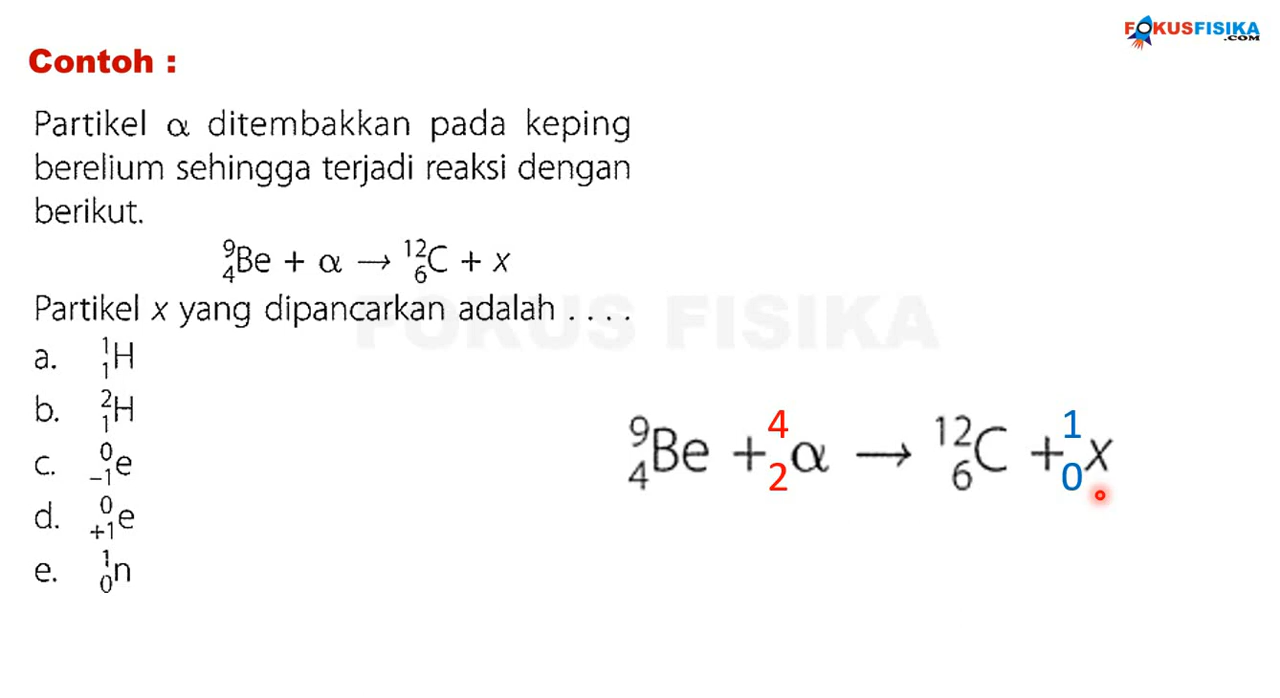 FOKUSFISIKA
.COM
Contoh :
Partikel α ditembakkan pada keping
berelium sehingga terjadi reaksi dengan
berikut.
⁹₄Be + α → ¹²₆C + x
Partikel x yang dipancarkan adalah . . . .
FOKUS FISIKA
a. ¹₁H
b. ²₁H
c. ⁰₋₁e
d. ⁰₊₁e
e. ¹₀n
⁹₄Be + ⁴₂α → ¹²₆C + ¹₀x